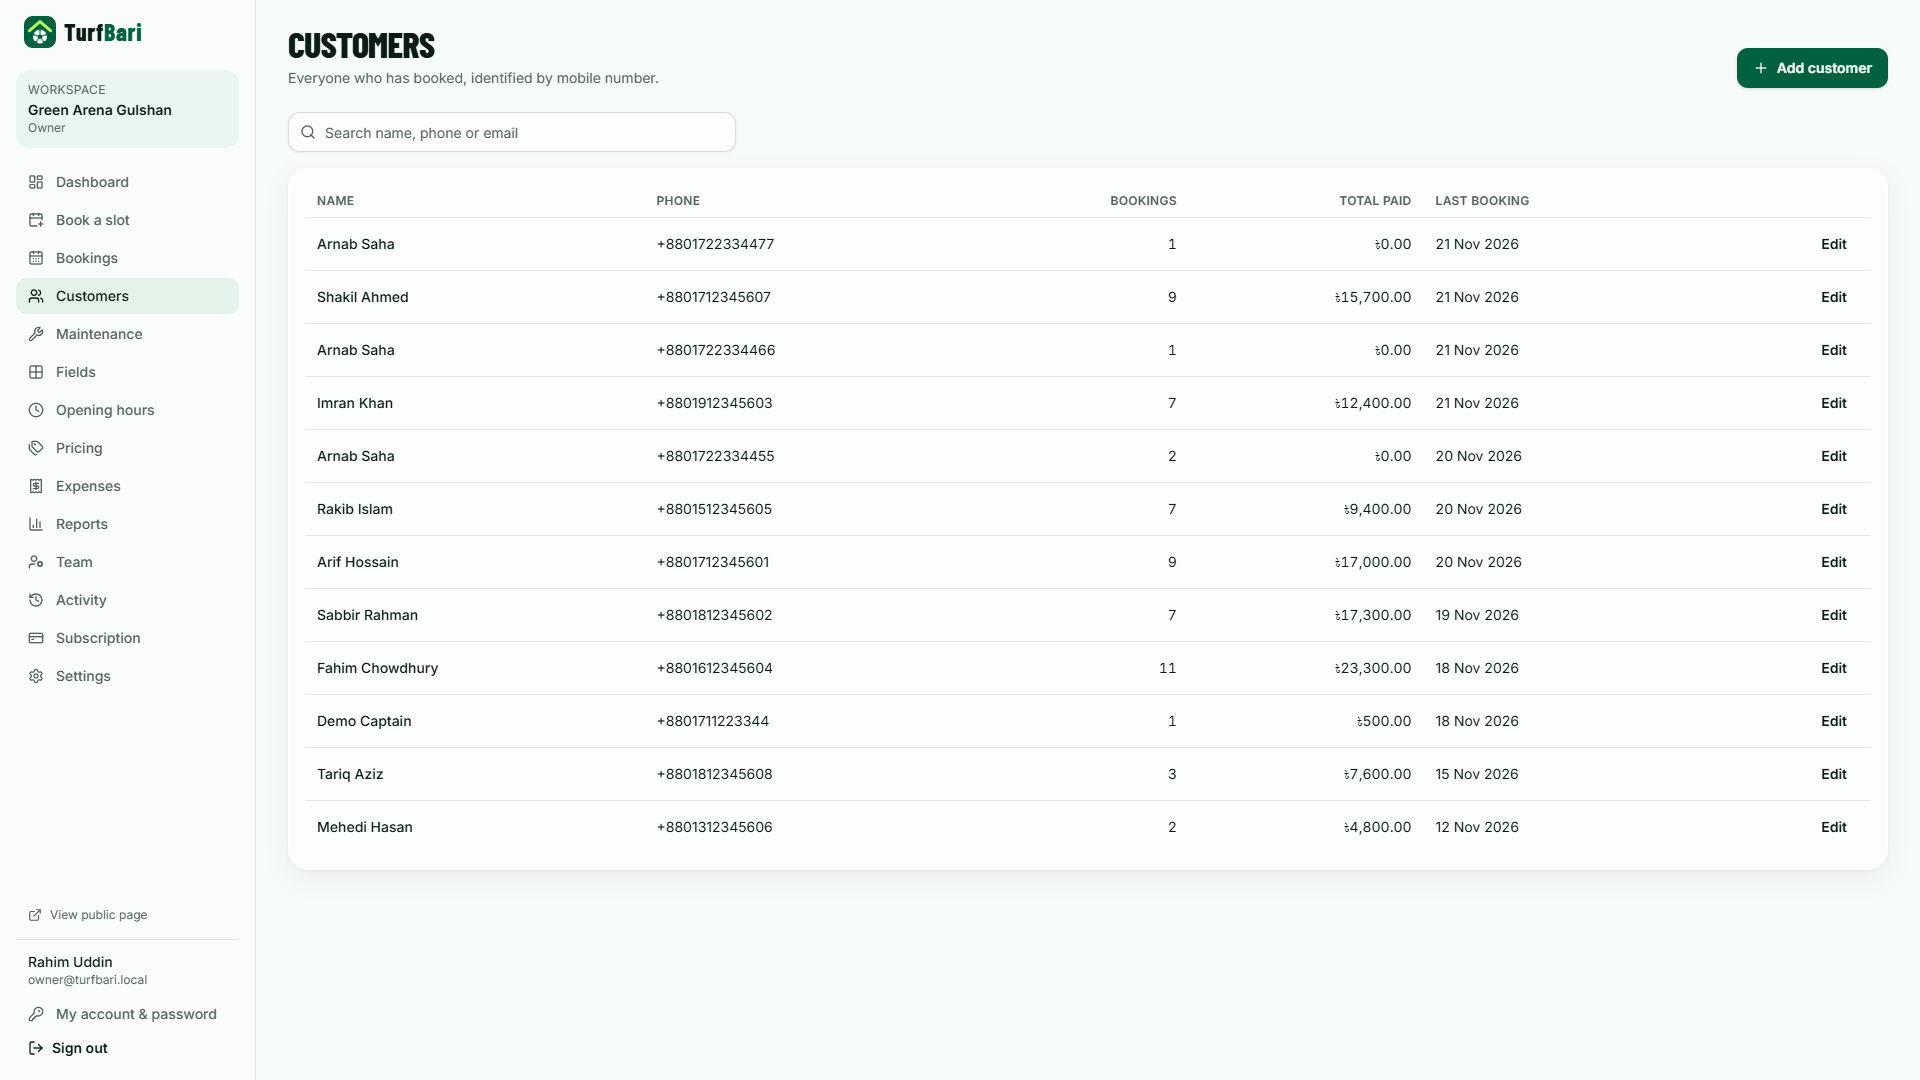 TurfBari
WORKSPACE
Green Arena Gulshan
Owner
Dashboard
Book a slot
Bookings
Customers
Maintenance
Fields
Opening hours
Pricing
Expenses
Reports
Team
Activity
Subscription
Settings
View public page
Rahim Uddin
owner@turfbari.local
My account & password
Sign out
CUSTOMERS
Everyone who has booked, identified by mobile number.
Add customer
Search name, phone or email
NAME PHONE BOOKINGS TOTAL PAID LAST BOOKING
Arnab Saha +8801722334477 1 ৳0.00 21 Nov 2026 Edit
Shakil Ahmed +8801712345607 9 ৳15,700.00 21 Nov 2026 Edit
Arnab Saha +8801722334466 1 ৳0.00 21 Nov 2026 Edit
Imran Khan +8801912345603 7 ৳12,400.00 21 Nov 2026 Edit
Arnab Saha +8801722334455 2 ৳0.00 20 Nov 2026 Edit
Rakib Islam +8801512345605 7 ৳9,400.00 20 Nov 2026 Edit
Arif Hossain +8801712345601 9 ৳17,000.00 20 Nov 2026 Edit
Sabbir Rahman +8801812345602 7 ৳17,300.00 19 Nov 2026 Edit
Fahim Chowdhury +8801612345604 11 ৳23,300.00 18 Nov 2026 Edit
Demo Captain +8801711223344 1 ৳500.00 18 Nov 2026 Edit
Tariq Aziz +8801812345608 3 ৳7,600.00 15 Nov 2026 Edit
Mehedi Hasan +8801312345606 2 ৳4,800.00 12 Nov 2026 Edit